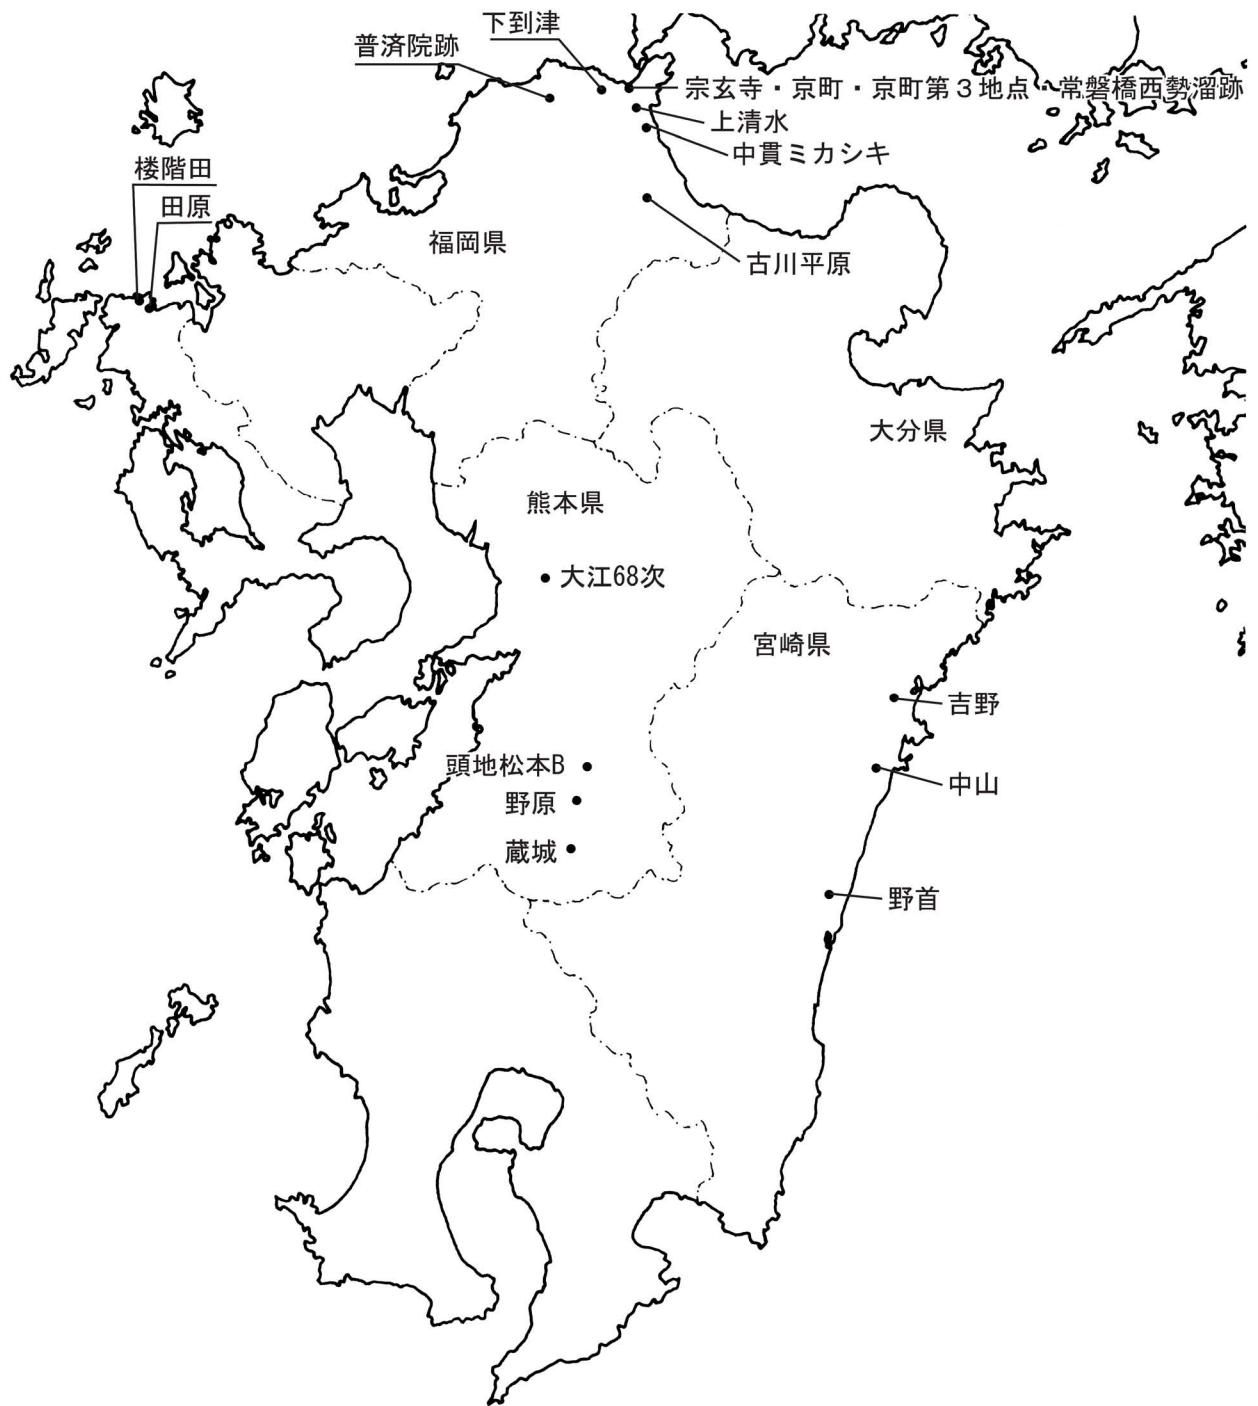 下到津
普済院跡
宗玄寺・京町・京町第3地点・常磐橋西勢溜跡
上清水
中貫ミカシキ
楼階田
田原
福岡県
古川平原
大分県
熊本県
大江68次
宮崎県
吉野
頭地松本B
中山
野原
蔵城
野首